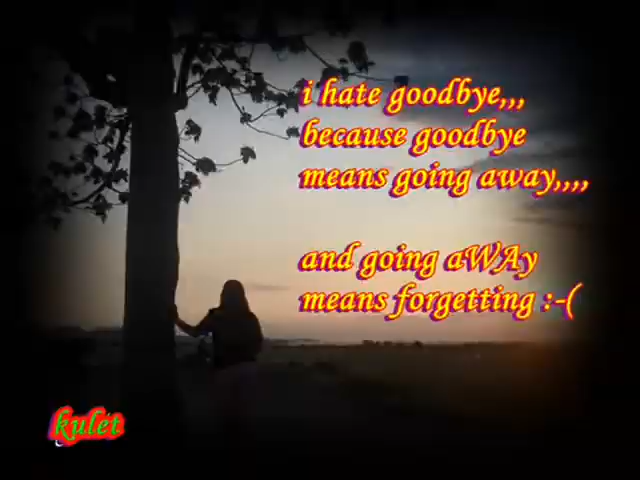 i hate goodbye,,,
because goodbye
means going away,,,,
and going aWAy
means forgetting :-(
kulet